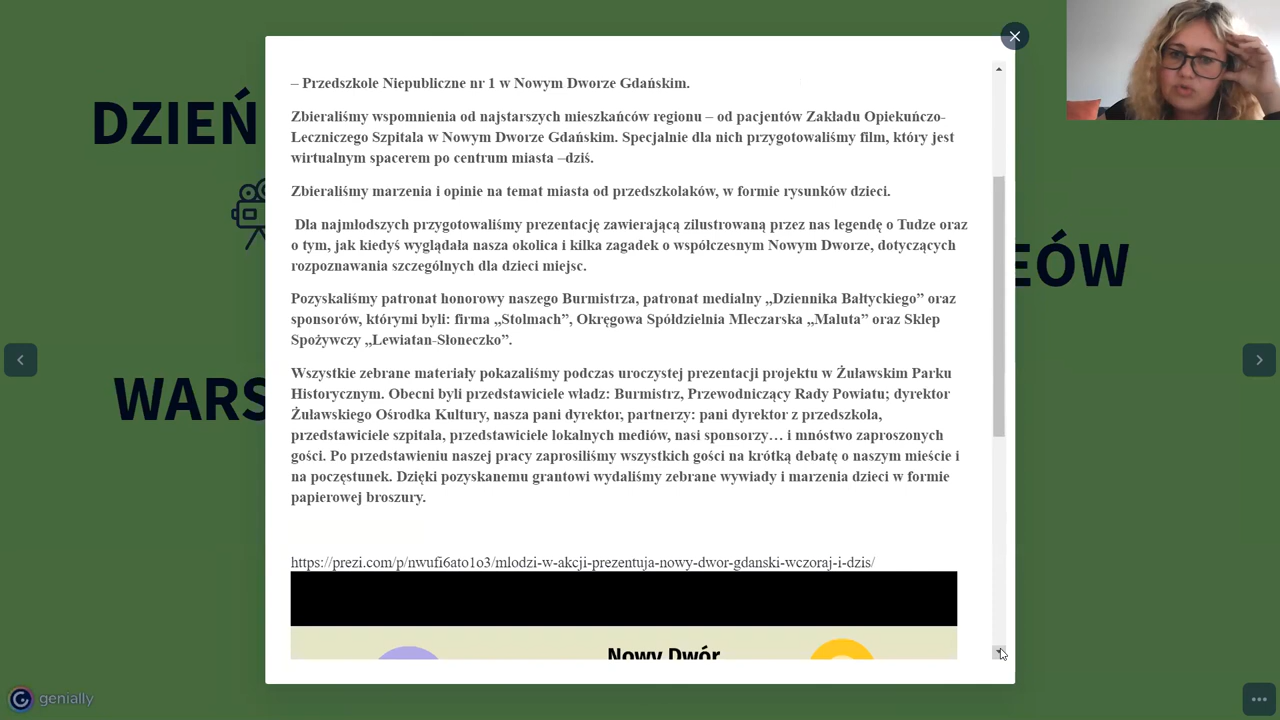 DZIEŃ
EÓW
WARS
– Przedszkole Niepubliczne nr 1 w Nowym Dworze Gdańskim.
Zbieraliśmy wspomnienia od najstarszych mieszkańców regionu – od pacjentów Zakładu Opiekuńczo-
Leczniczego Szpitala w Nowym Dworze Gdańskim. Specjalnie dla nich przygotowaliśmy film, który jest
wirtualnym spacerem po centrum miasta –dziś.
Zbieraliśmy marzenia i opinie na temat miasta od przedszkolaków, w formie rysunków dzieci.
Dla najmłodszych przygotowaliśmy prezentację zawierającą zilustrowaną przez nas legendę o Tudze oraz
o tym, jak kiedyś wyglądała nasza okolica i kilka zagadek o współczesnym Nowym Dworze, dotyczących
rozpoznawania szczególnych dla dzieci miejsc.
Pozyskaliśmy patronat honorowy naszego Burmistrza, patronat medialny „Dziennika Bałtyckiego” oraz
sponsorów, którymi byli: firma „Stolmach”, Okręgowa Spółdzielnia Mleczarska „Maluta” oraz Sklep
Spożywczy „Lewiatan-Słoneczko”.
Wszystkie zebrane materiały pokazaliśmy podczas uroczystej prezentacji projektu w Żuławskim Parku
Historycznym. Obecni byli przedstawiciele władz: Burmistrz, Przewodniczący Rady Powiatu; dyrektor
Żuławskiego Ośrodka Kultury, nasza pani dyrektor, partnerzy: pani dyrektor z przedszkola,
przedstawiciele szpitala, przedstawiciele lokalnych mediów, nasi sponsorzy… i mnóstwo zaproszonych
gości. Po przedstawieniu naszej pracy zaprosiliśmy wszystkich gości na krótką debatę o naszym mieście i
na poczęstunek. Dzięki pozyskanemu grantowi wydaliśmy zebrane wywiady i marzenia dzieci w formie
papierowej broszury.
https://prezi.com/p/nwufi6ato1o3/mlodzi-w-akcji-prezentuja-nowy-dwor-gdanski-wczoraj-i-dzis/
Nowy Dwór
genially